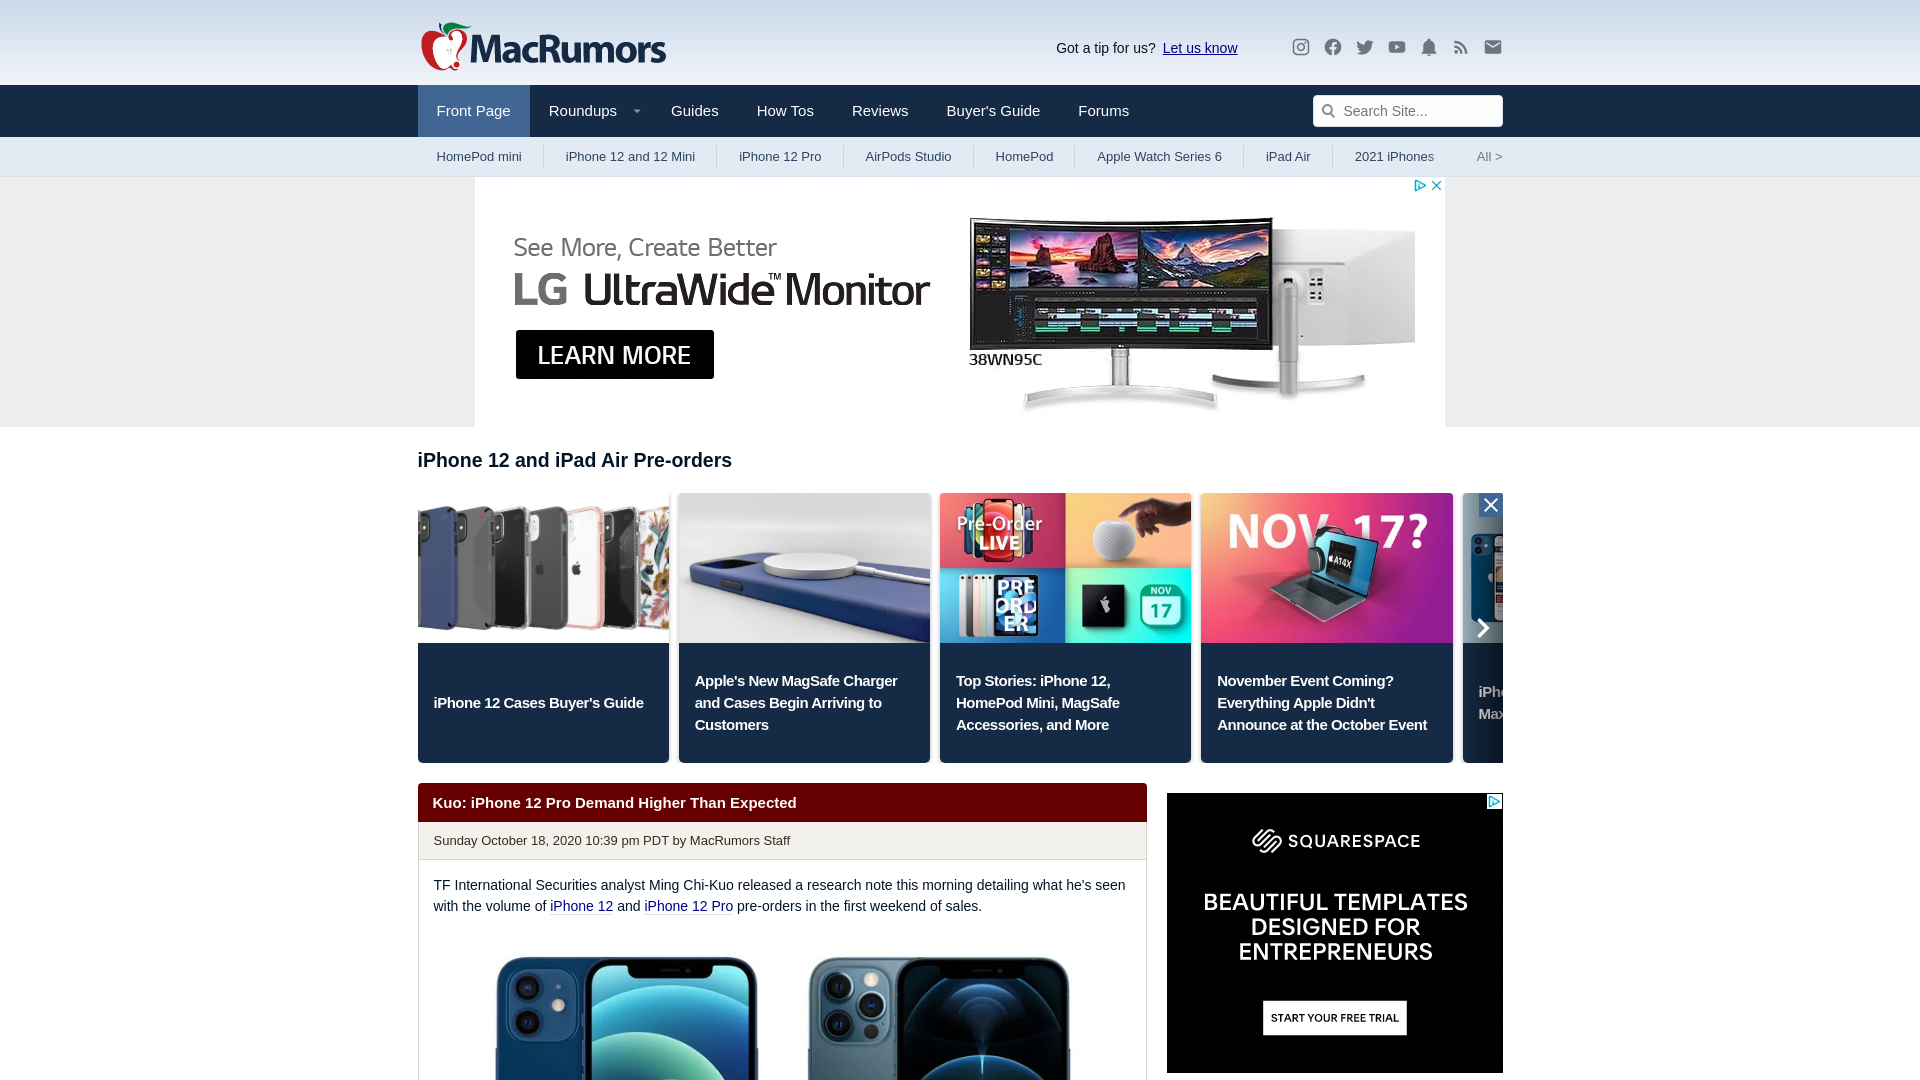 MacRumors
Got a tip for us? Let us know
Front Page
Roundups
Guides
How Tos
Reviews
Buyer's Guide
Forums
Search Site...
HomePod mini
iPhone 12 and 12 Mini
iPhone 12 Pro
AirPods Studio
HomePod
Apple Watch Series 6
iPad Air
2021 iPhones
All >
See More, Create Better
LG UltraWide™ Monitor
LEARN MORE
38WN95C
iPhone 12 and iPad Air Pre-orders
iPhone 12 Cases Buyer's Guide
Apple's New MagSafe Charger
and Cases Begin Arriving to
Customers
Pre-Order
LIVE
PRE
ORD
ER
NOV
17
Top Stories: iPhone 12,
HomePod Mini, MagSafe
Accessories, and More
NOV 17?
A14X
November Event Coming?
Everything Apple Didn't
Announce at the October Event
iPho
Max
Kuo: iPhone 12 Pro Demand Higher Than Expected
Sunday October 18, 2020 10:39 pm PDT by MacRumors Staff
TF International Securities analyst Ming Chi-Kuo released a research note this morning detailing what he's seen
with the volume of iPhone 12 and iPhone 12 Pro pre-orders in the first weekend of sales.
SQUARESPACE
BEAUTIFUL TEMPLATES
DESIGNED FOR
ENTREPRENEURS
START YOUR FREE TRIAL